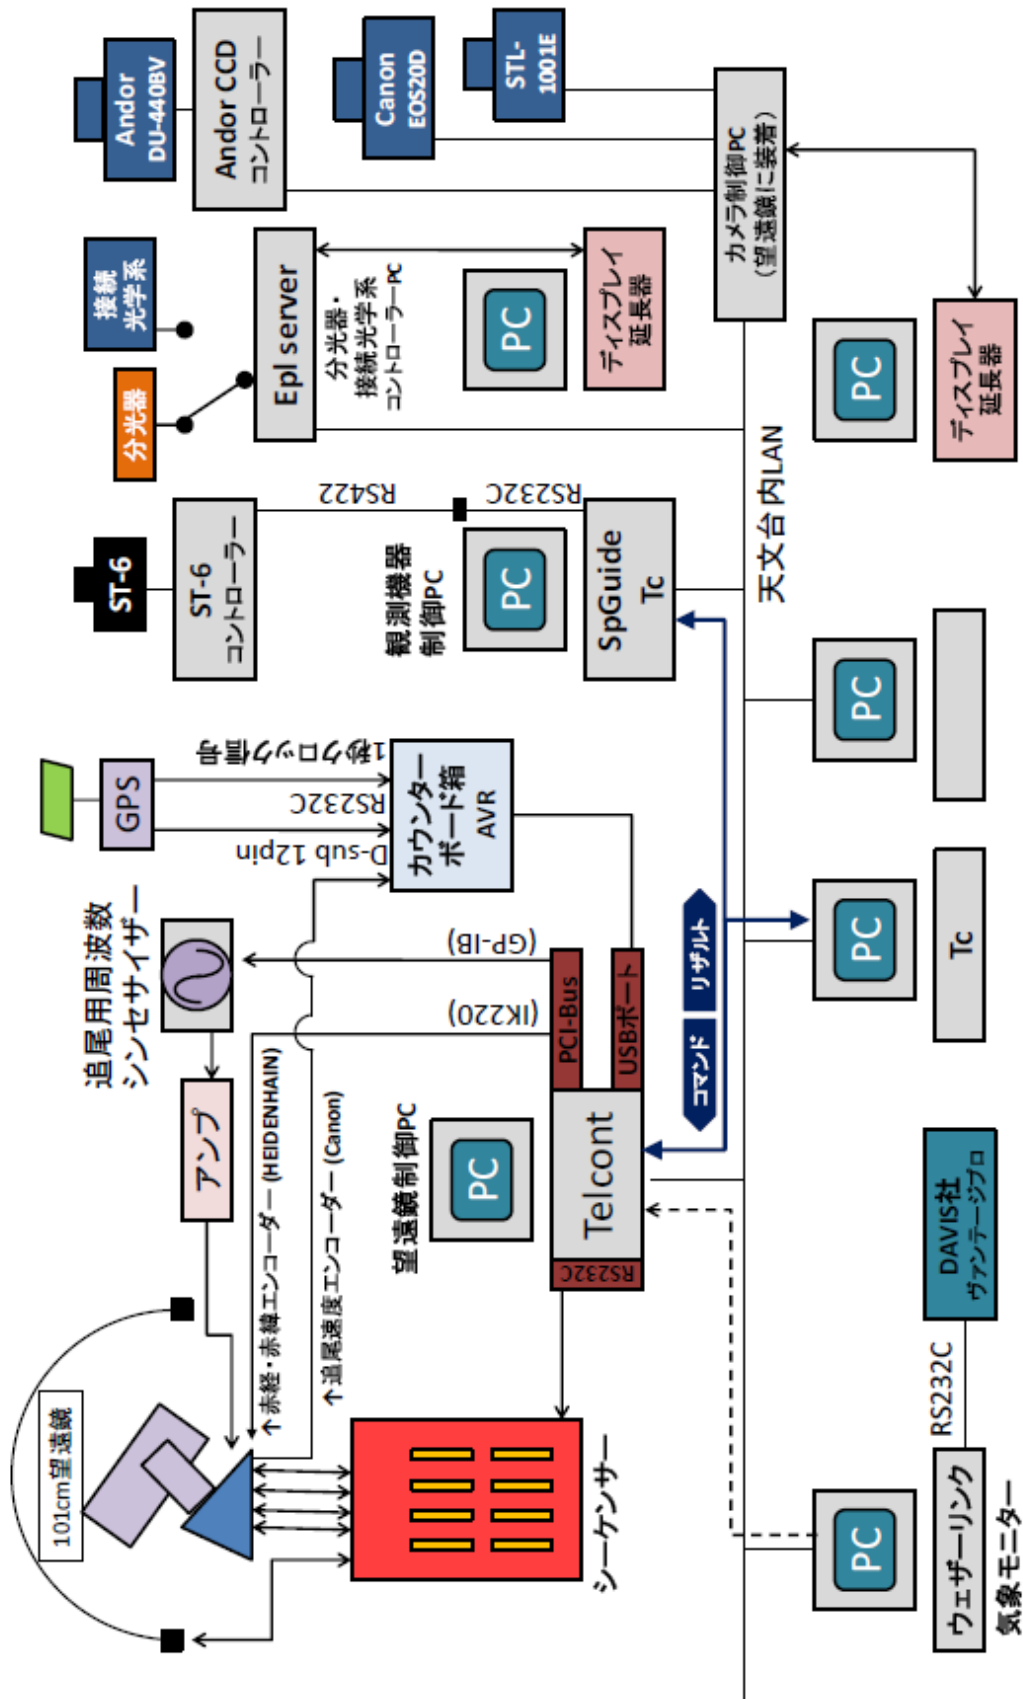 101cm望遠鏡
アンプ
追尾用周波数
シンセサイザー
GPS
1秒クロック信号
RS232C
D-sub 12pin
カウンター
ボード箱
AVR
↑赤経・赤緯エンコーダー (HEIDENHAIN)
↑追尾速度エンコーダー (Canon)
(IK220)
(GP-IB)
シーケンサー
望遠鏡制御PC
PC
RS232C
Telcont
PCI-Bus
USBボート
コマンド
リザルト
ST-6
ST-6
コントローラー
RS422
RS232C
観測機器
制御PC
PC
SpGuide
Tc
分光器
接続
光学系
Epl server
分光器・
接続光学系
コントローラーPC
PC
ディスプレイ
延長器
Andor
DU-440BV
Andor CCD
コントローラー
Canon
EOS20D
STL-
1001E
カメラ制御PC
(望遠鏡に装着)
天文台内LAN
PC
ウェザーリンク
気象モニター
RS232C
DAVIS社
ヴァンテージプロ
PC
Tc
PC
PC
ディスプレイ
延長器